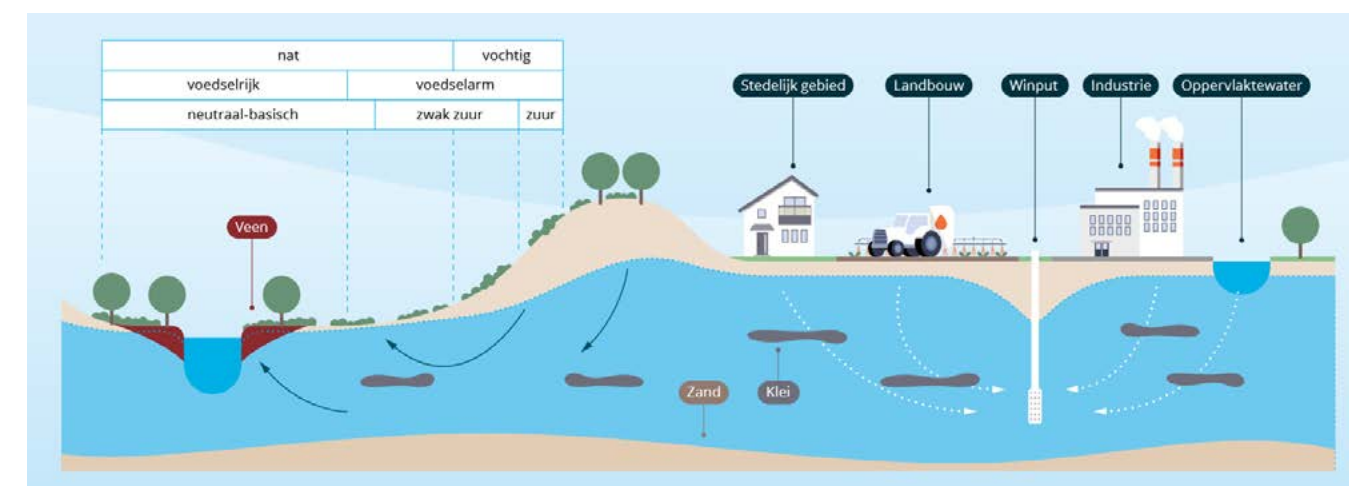 nat vochtig
voedselrijk voedselarm
neutraal-basisch zwak zuur zuur
Stedelijk gebied Landbouw Winput Industrie Oppervlaktewater
Veen
Zand Klei